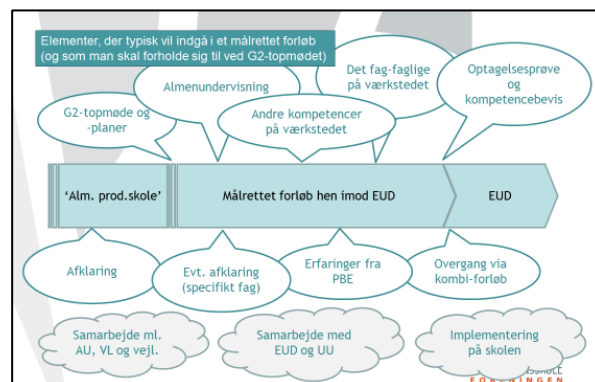 Elementer, der typisk vil indgå i et målrettet forløb
(og som man skal forholde sig til ved G2-topmødet)
Almenundervisning
Det fag-faglige
på værkstedet
Optagelsesprøve
og
kompetencebevis
G2-topmøde og
-planer
Andre kompetencer
på værkstedet
'Alm. prod.skole'
Målrettet forløb hen imod EUD
EUD
Afklaring
Evt. afklaring
(specifikt fag)
Erfaringer fra
PBE
Overgang via
kombi-forløb
Samarbejde ml.
AU, VL og vejl.
Samarbejde med
EUD og UU
Implementering
på skolen